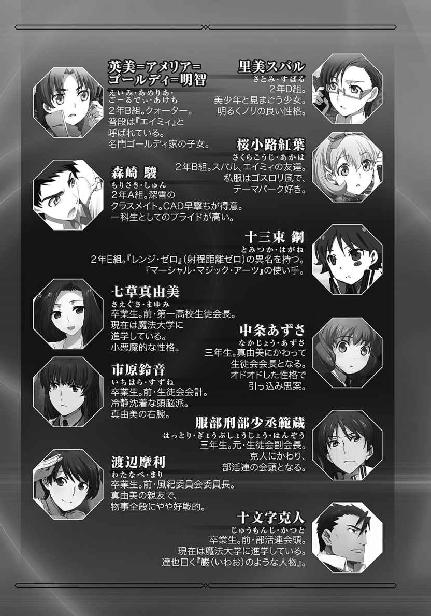 英美=アメリア=
ゴールディ=明智
えいみ・あめりあ・
ごーるでぃ・あけち
2年B組。クォーター。
普段は『エイミィ』と
呼ばれている。
名門ゴールディ家の子女。
里美スバル
さとみ・すばる
2年D組。
美少年と見まごう少女。
明るくノリの良い性格。
桜小路紅葉
さくらこうじ・あかは
2年B組。スバル、エイミィの友達。
私服はゴスロリ風で、
テーマパーク好き。
森崎 駿
もりさき・しゅん
2年A組。深雪の
クラスメイト。CAD早撃ちが得意。
一科生としてのプライドが高い。
十三束 鋼
とみつか・はがね
2年E組。『レンジ・ゼロ』(射程距離ゼロ)の異名を持つ。
『マーシャル・マジック・アーツ』の使い手。
七草真由美
さえぐさ・まゆみ
卒業生。前・第一高校生徒会長。
現在は魔法大学に
進学している。
小悪魔的な性格。
中条あずさ
なかじょう・あずさ
三年生。真由美にかわって
生徒会会長となる。
オドオドした性格で
引っ込み思案。
市原鈴音
いちはら・すずね
卒業生。前・生徒会会計。
冷静沈着な頭脳派。
真由美の右腕。
服部刑部少丞範蔵
はっとり・ぎょうぶしょうじょう・はんぞう
三年生。元・生徒会副会長。
克人にかわり、
部活連の会頭となる。
渡辺摩利
わたなべ・まり
卒業生。前・風紀委員会委員長。
真由美の親友で、
物事全般にやや好戦的。
十文字克人
じゅうもんじ・かつと
卒業生。前・部活連会頭。
現在は魔法大学に進学している。
達也曰く『巌(いわお)のような人物』。